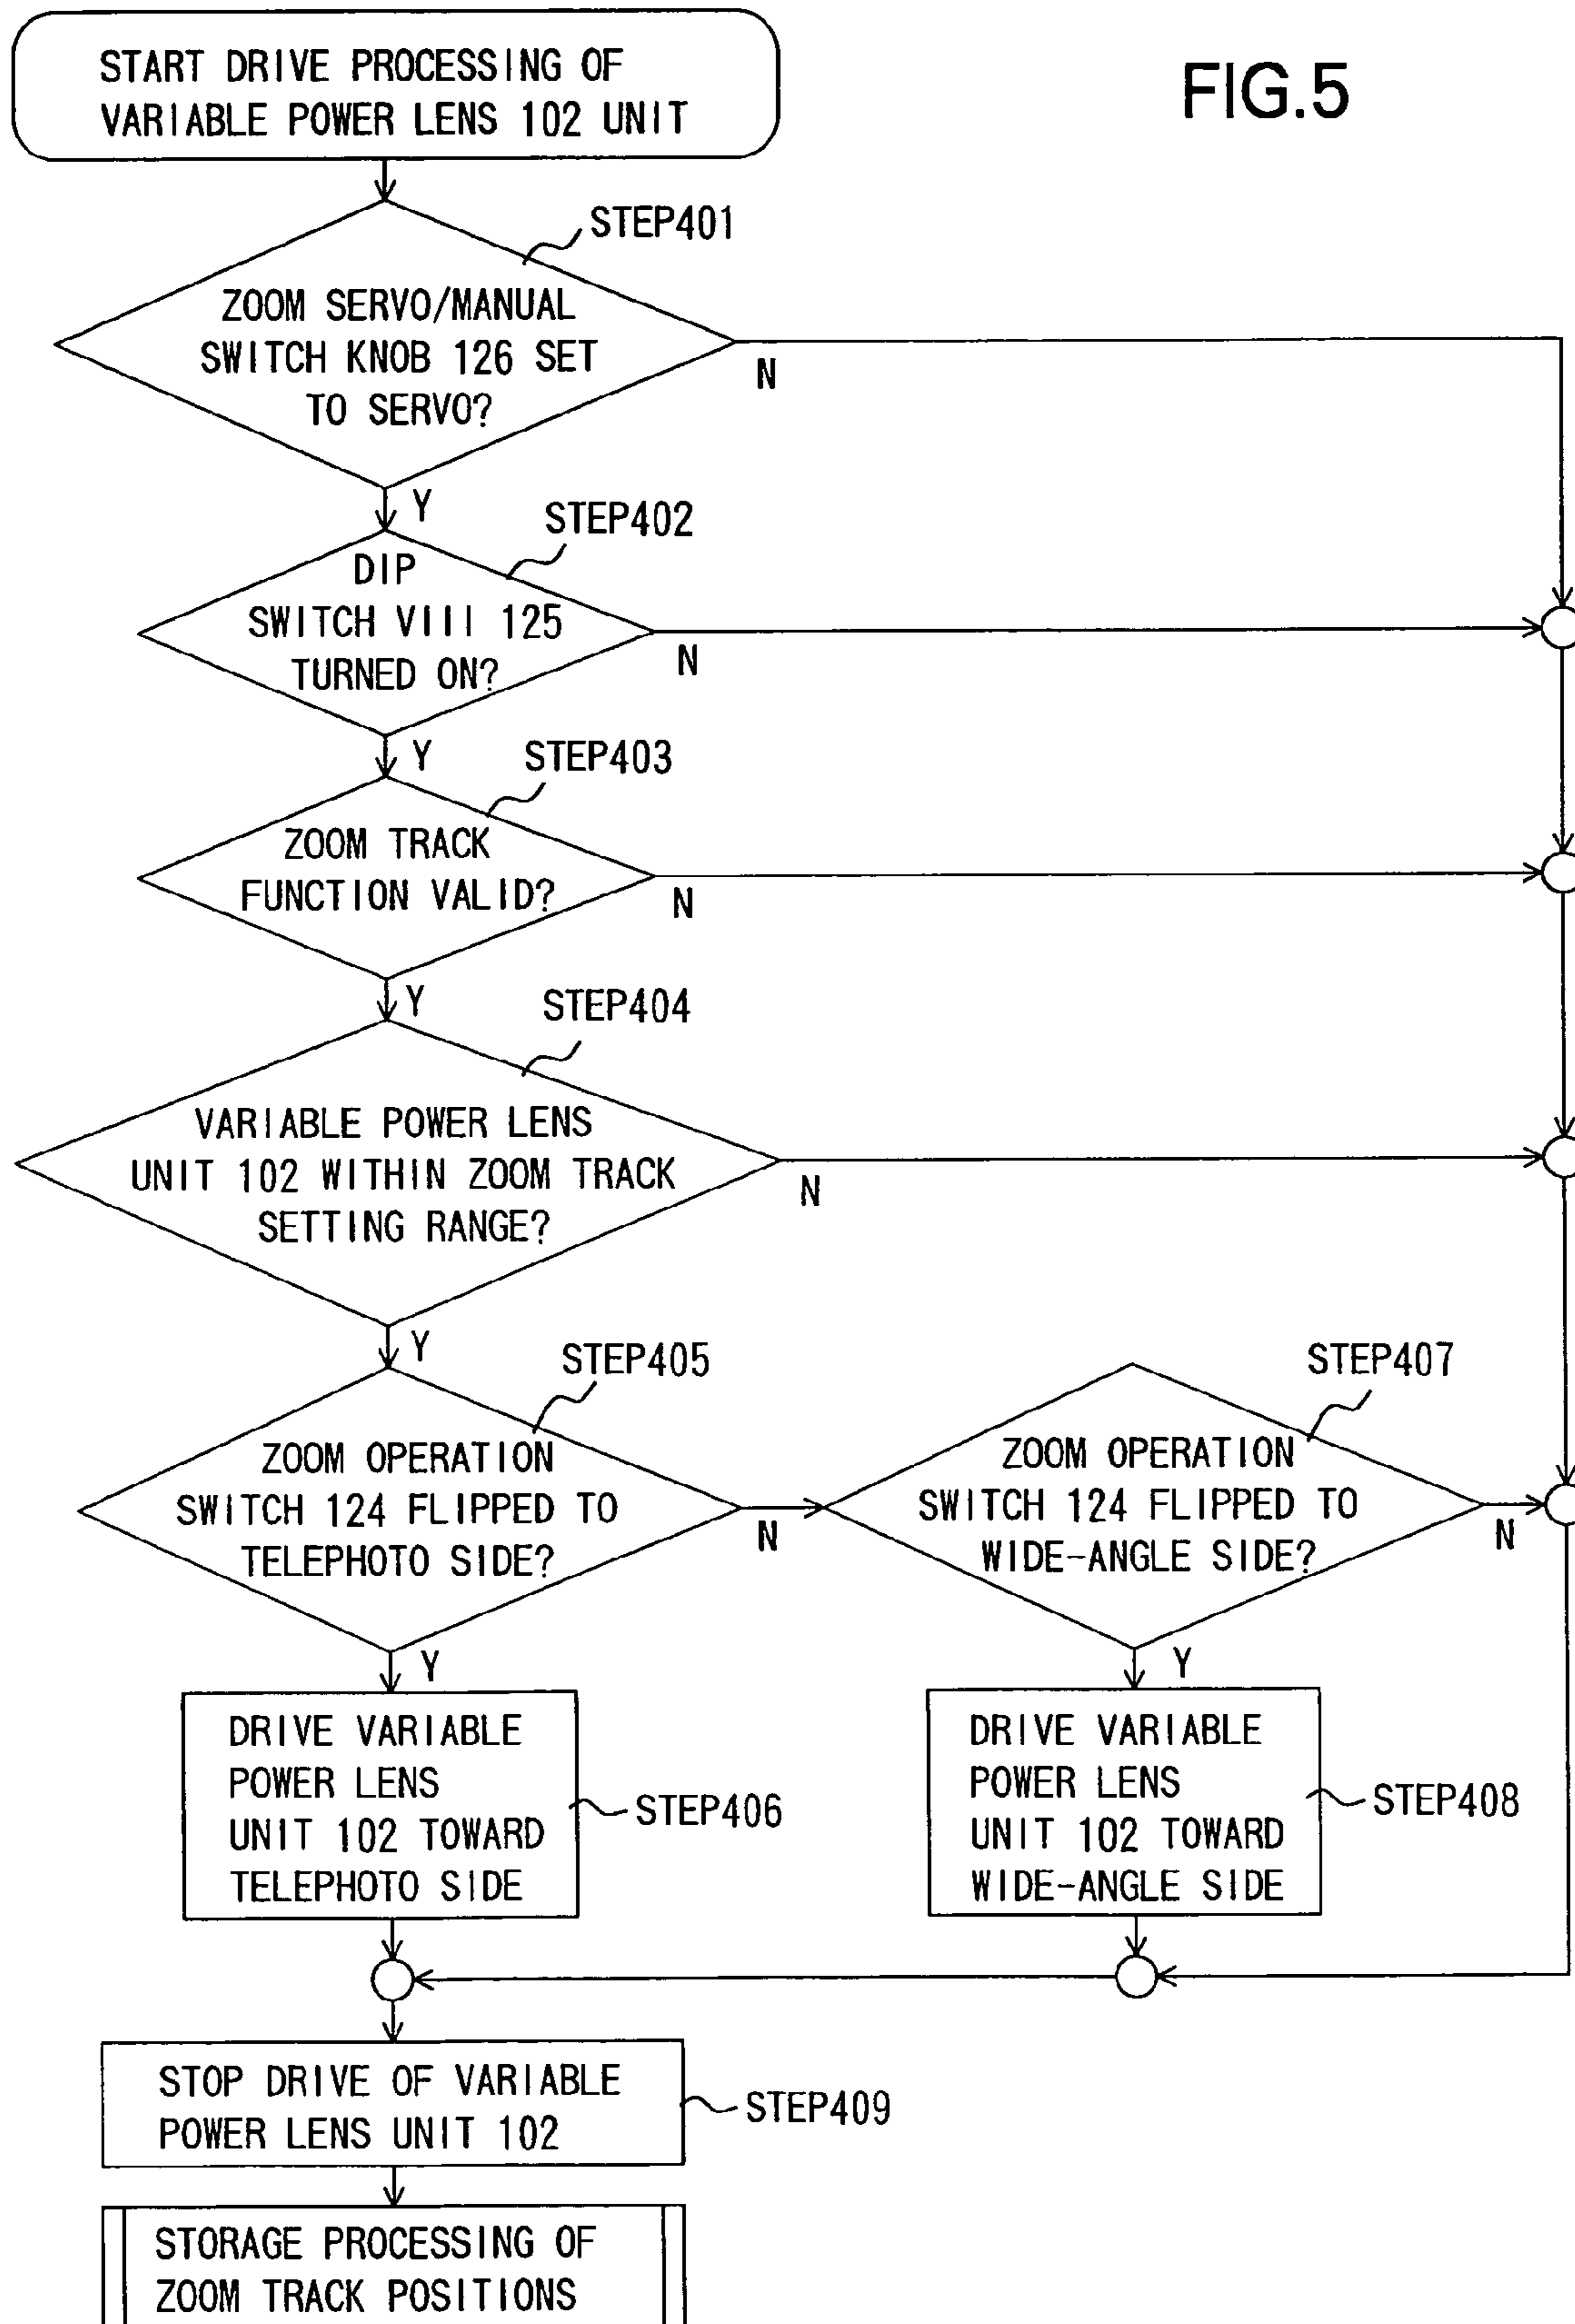 START DRIVE PROCESSING OF
VARIABLE POWER LENS 102 UNIT
FIG.5
STEP401
ZOOM SERVO/MANUAL
SWITCH KNOB 126 SET
TO SERVO?
N
Y
STEP402
DIP
SWITCH VIII 125
TURNED ON?
N
Y
STEP403
ZOOM TRACK
FUNCTION VALID?
N
Y
STEP404
VARIABLE POWER LENS
UNIT 102 WITHIN ZOOM TRACK
SETTING RANGE?
N
Y
STEP405
ZOOM OPERATION
SWITCH 124 FLIPPED TO
TELEPHOTO SIDE?
N
Y
STEP407
ZOOM OPERATION
SWITCH 124 FLIPPED TO
WIDE-ANGLE SIDE?
N
Y
DRIVE VARIABLE
POWER LENS
UNIT 102 TOWARD
TELEPHOTO SIDE
STEP406
DRIVE VARIABLE
POWER LENS
UNIT 102 TOWARD
WIDE-ANGLE SIDE
STEP408
STOP DRIVE OF VARIABLE
POWER LENS UNIT 102
STEP409
STORAGE PROCESSING OF
ZOOM TRACK POSITIONS